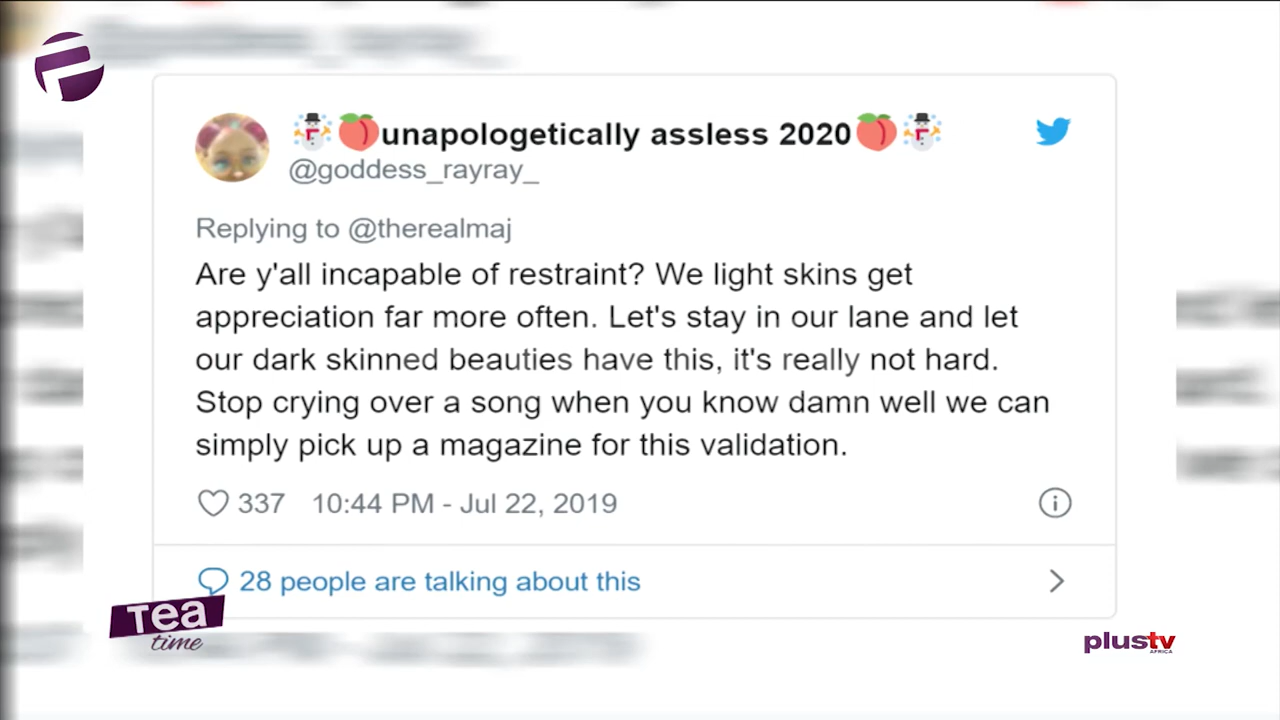 ⛄🍑unapologetically assless 2020🍑⛄
@goddess_rayray_
Replying to @therealmaj
Are y'all incapable of restraint? We light skins get
appreciation far more often. Let's stay in our lane and let
our dark skinned beauties have this, it's really not hard.
Stop crying over a song when you know damn well we can
simply pick up a magazine for this validation.
337 10:44 PM - Jul 22, 2019
28 people are talking about this
Tea
time
plustv
AFRICA